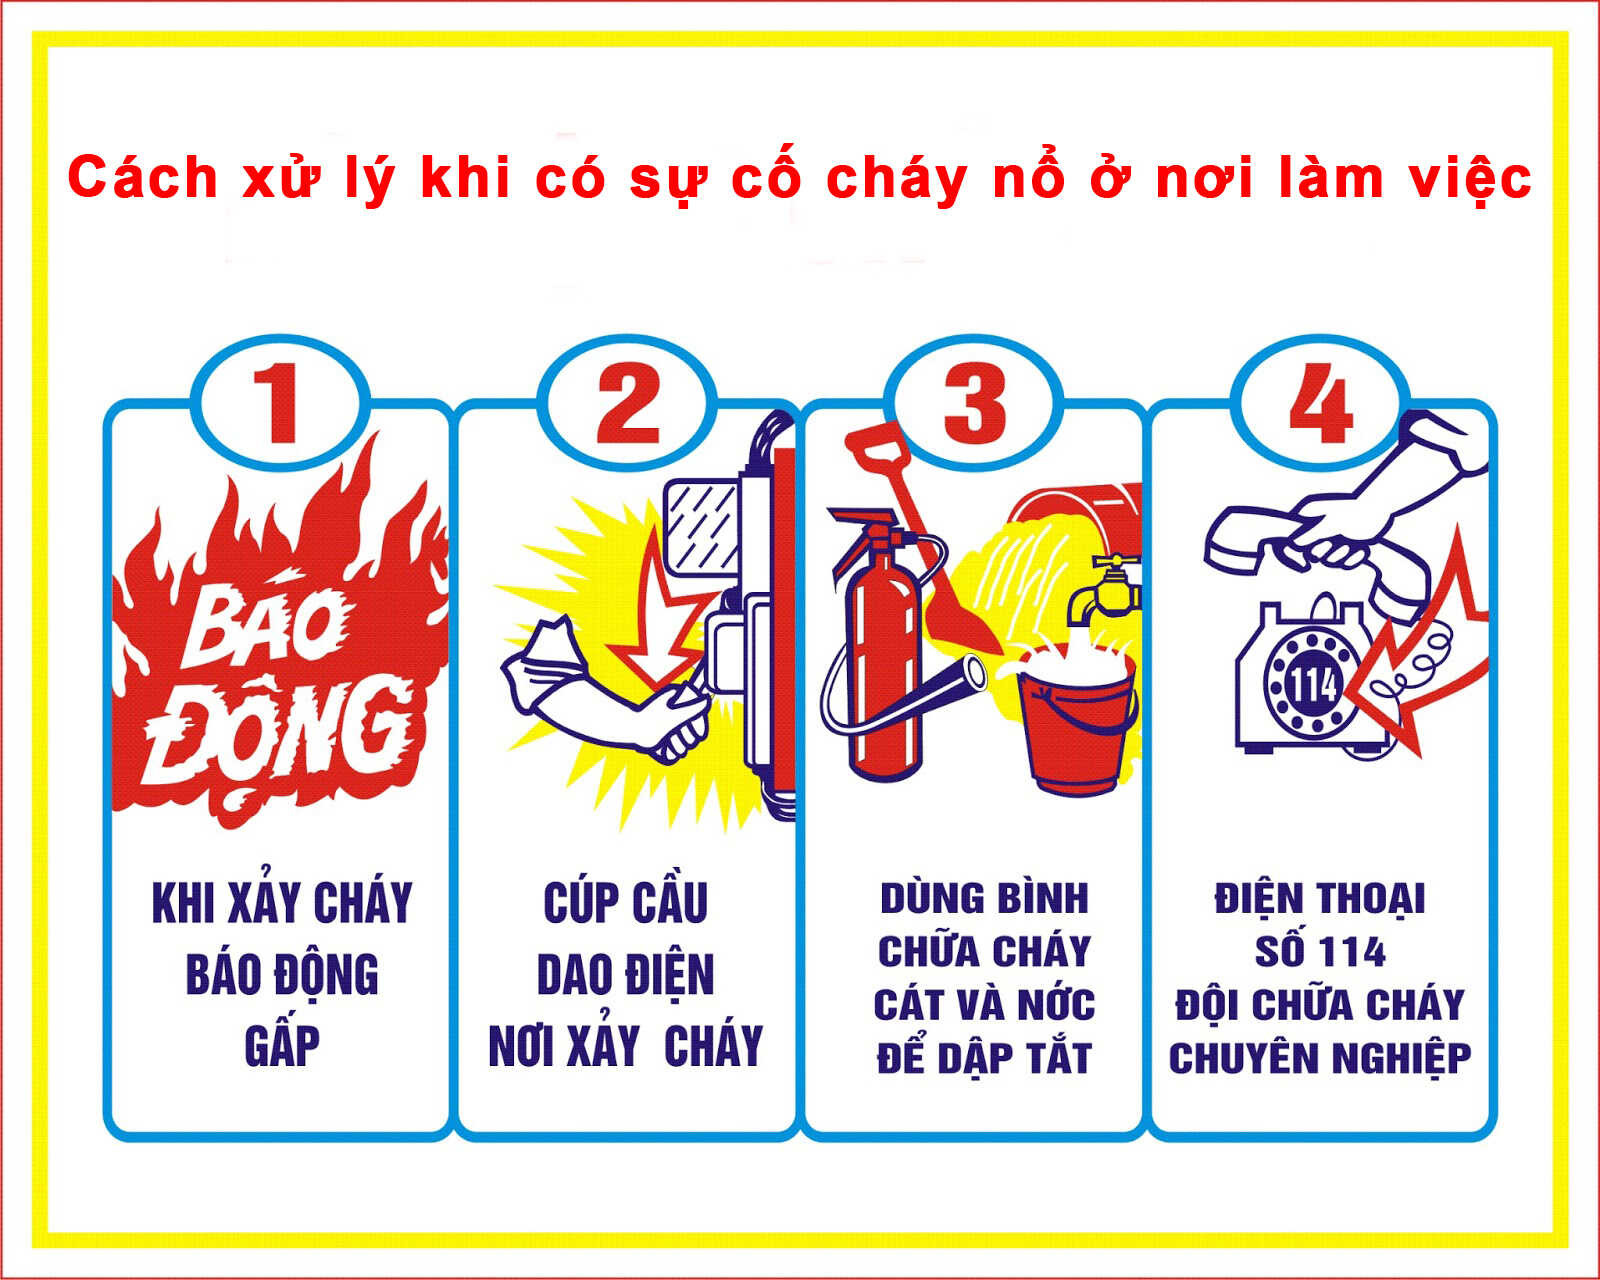 Cách xử lý khi có sự cố cháy nổ ở nơi làm việc
1
BÁO
ĐỘNG
KHI XẢY CHÁY
BÁO ĐỘNG
GẤP
2
CÚP CẦU
DAO ĐIỆN
NƠI XẢY CHÁY
3
DÙNG BÌNH
CHỮA CHÁY
CÁT VÀ NỚC
ĐỂ DẬP TẮT
4
114
ĐIỆN THOẠI
SỐ 114
ĐỘI CHỮA CHÁY
CHUYÊN NGHIỆP